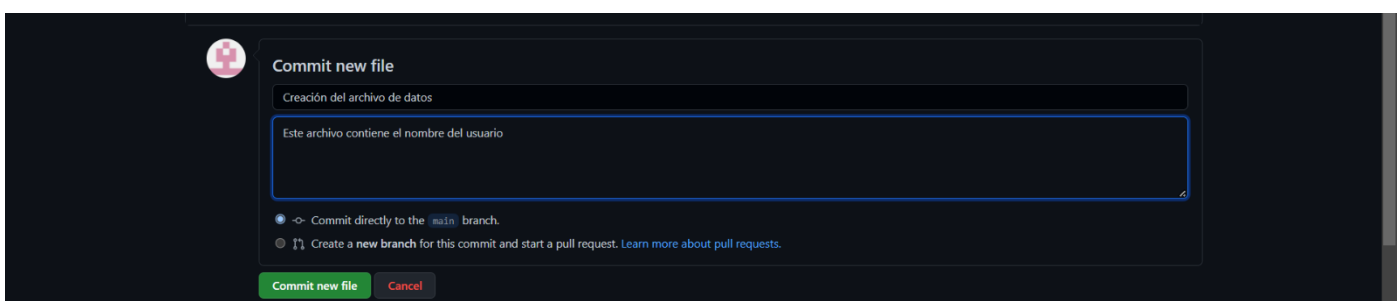 Commit new file
Creación del archivo de datos
Este archivo contiene el nombre del usuario
Commit directly to the main branch.
Create a new branch for this commit and start a pull request. Learn more about pull requests.
Commit new file Cancel